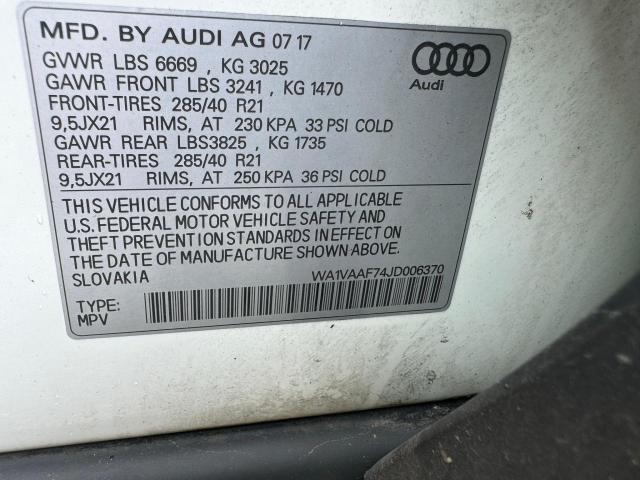 MFD. BY AUDI AG 07 17
GVWR LBS 6669 , KG 3025
GAWR FRONT LBS 3241 , KG 1470
FRONT-TIRES 285/40 R21
9,5JX21 RIMS, AT 230 KPA 33 PSI COLD
GAWR REAR LBS3825 , KG 1735
REAR-TIRES 285/40 R21
9,5JX21 RIMS, AT 250 KPA 36 PSI COLD
Audi
THIS VEHICLE CONFORMS TO ALL APPLICABLE
U.S. FEDERAL MOTOR VEHICLE SAFETY AND
THEFT PREVENTION STANDARDS IN EFFECT ON
THE DATE OF MANUFACTURE SHOWN ABOVE.
SLOVAKIA
WA1VAAF74JD006370
TYPE:
MPV